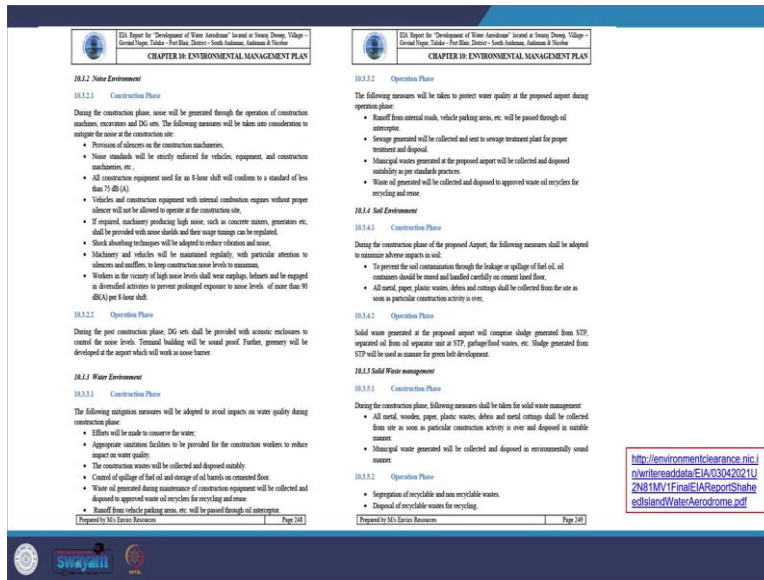 EIA Report for "Development of Water Aerodrome" located at Swaraj Dweep, Village –
Govind Nagar, Taluka – Port Blair, District – South Andaman, Andaman & Nicobar
CHAPTER 10: ENVIRONMENTAL MANAGEMENT PLAN
10.3.2 Noise Environment
10.3.2.1 Construction Phase
During the construction phase, noise will be generated through the operation of construction
machines, excavators and DG sets. The following measures will be taken into consideration to
mitigate the noise at the construction site:
• Provision of silencers on the construction machineries,
• Noise standards will be strictly enforced for vehicles, equipment, and construction
machineries, etc.,
• All construction equipment used for an 8-hour shift will conform to a standard of less
than 75 dB (A).
• Vehicles and construction equipment with internal combustion engines without proper
silencer will not be allowed to operate at the construction site,
• If required, machinery producing high noise, such as concrete mixers, generators etc,
shall be provided with noise shields and their usage timings can be regulated,
• Shock absorbing techniques will be adopted to reduce vibration and noise,
• Machinery and vehicles will be maintained regularly, with particular attention to
silencers and mufflers, to keep construction noise levels to minimum,
• Workers in the vicinity of high noise levels shall wear earplugs, helmets and be engaged
in diversified activities to prevent prolonged exposure to noise levels of more than 90
dB(A) per 8-hour shift.
10.3.2.2 Operation Phase
During the post construction phase, DG sets shall be provided with acoustic enclosures to
control the noise levels. Terminal building will be sound proof. Further, greenery will be
developed at the airport which will work as noise barrier.
10.3.3 Water Environment
10.3.3.1 Construction Phase
The following mitigation measures will be adopted to avoid impacts on water quality during
construction phase:
• Efforts will be made to conserve the water;
• Appropriate sanitation facilities to be provided for the construction workers to reduce
impact on water quality.
• The construction wastes will be collected and disposed suitably.
• Control of spillage of fuel oil and storage of oil barrels on cemented floor.
• Waste oil generated during maintenance of construction equipment will be collected and
disposed to approved waste oil recyclers for recycling and reuse.
• Runoff from vehicle parking areas, etc. will be passed through oil interceptor.
Prepared by M/s Enviro Resources Page 248
EIA Report for "Development of Water Aerodrome" located at Swaraj Dweep, Village –
Govind Nagar, Taluka – Port Blair, District – South Andaman, Andaman & Nicobar
CHAPTER 10: ENVIRONMENTAL MANAGEMENT PLAN
10.3.3.2 Operation Phase
The following measures will be taken to protect water quality at the proposed airport during
operation phase:
• Runoff from internal roads, vehicle parking areas, etc. will be passed through oil
interceptor.
• Sewage generated will be collected and sent to sewage treatment plant for proper
treatment and disposal.
• Municipal wastes generated at the proposed airport will be collected and disposed
suitability as per standards practices.
• Waste oil generated will be collected and disposed to approved waste oil recyclers for
recycling and reuse.
10.3.4 Soil Environment
10.3.4.1 Construction Phase
During the construction phase of the proposed Airport, the following measures shall be adopted
to minimize adverse impacts in soil:
• To prevent the soil contamination through the leakage or spillage of fuel oil, oil
containers should be stored and handled carefully on cement lined floor,
• All metal, paper, plastic wastes, debris and cuttings shall be collected from the site as
soon as particular construction activity is over;
10.3.4.2 Operation Phase
Solid waste generated at the proposed airport will comprise sludge generated from STP,
separated oil from oil separator unit at STP, garbage/food wastes, etc. Sludge generated from
STP will be used as manure for green belt development.
10.3.5 Solid Waste management
10.3.5.1 Construction Phase
During the construction phase, following measures shall be taken for solid waste management:
• All metal, wooden, paper, plastic wastes, debris and metal cuttings shall be collected
from site as soon as particular construction activity is over and disposed in suitable
manner.
• Municipal waste generated will be collected and disposed in environmentally sound
manner.
10.3.5.2 Operation Phase
• Segregation of recyclable and non recyclable wastes.
• Disposal of recyclable wastes for recycling.
Prepared by M/s Enviro Resources Page 249
http://environmentclearance.nic.i
n/writereaddata/EIA/03042021U
2N81MV1FinalEIAReportShahe
edIslandWaterAerodrome.pdf
swayam